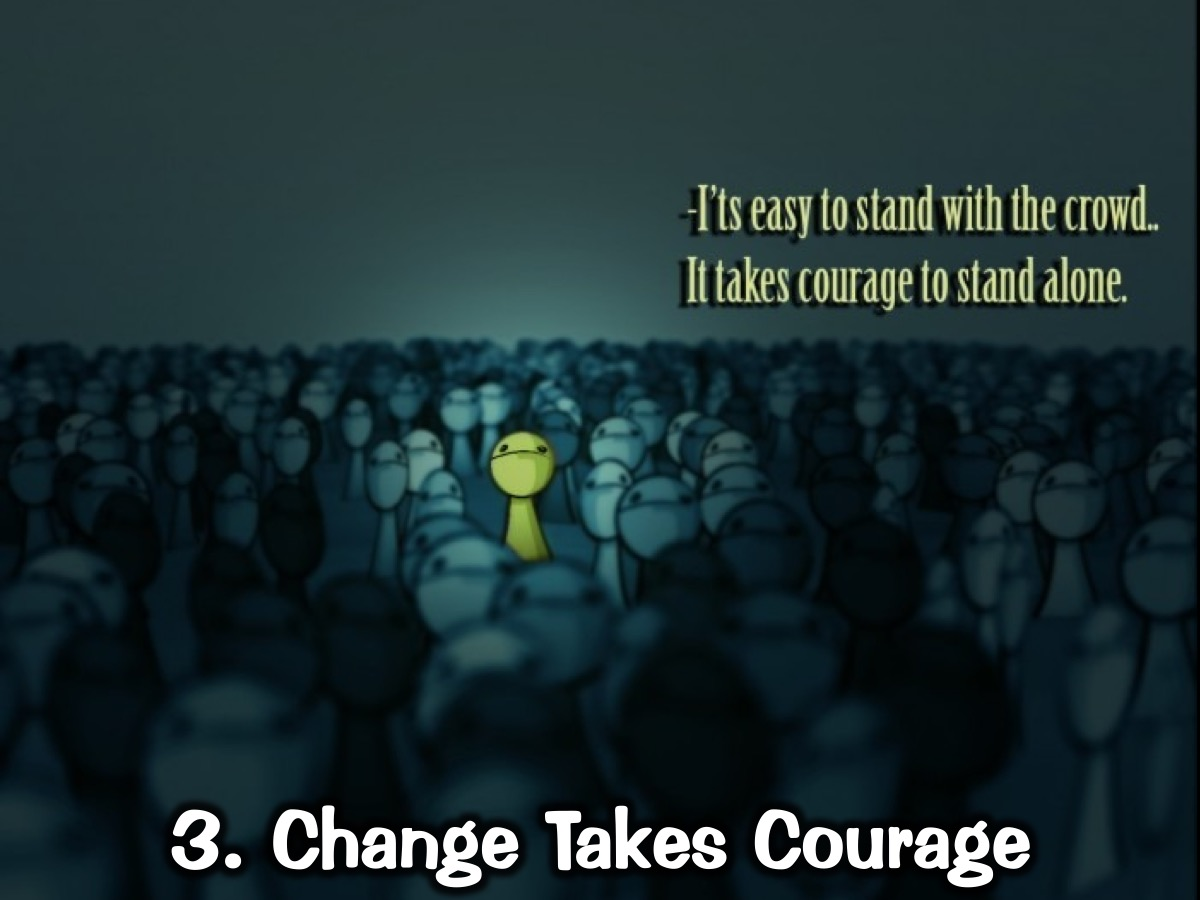 -I'ts easy to stand with the crowd..
It takes courage to stand alone.
3. Change Takes Courage